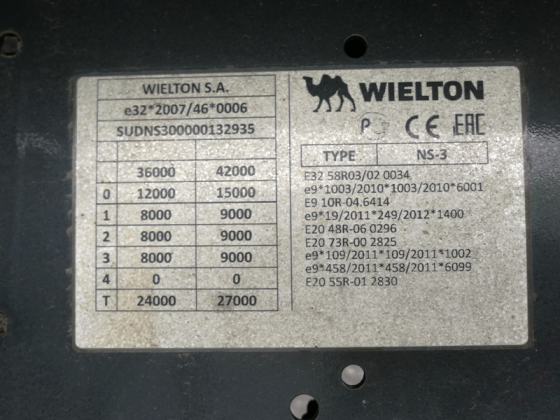 WIELTON S.A.
e32*2007/46*0006
SUDNS300000132935
36000 42000
0 12000 15000
1 8000 9000
2 8000 9000
3 8000 9000
4 0 0
T 24000 27000
WIELTON
CE EAC
TYPE NS-3
E32 58R03/02 0034
e9*1003/2010*1003/2010*6001
E9 10R-04.6414
e9*19/2011*249/2012*1400
E20 48R-06 0296
E20 73R-00 2825
e9*109/2011*109/2011*1002
e9*458/2011*458/2011*6099
E20 55R-01 2830